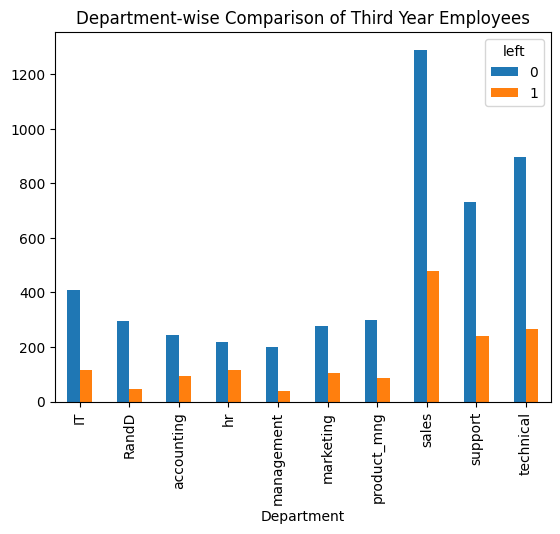 Department-wise Comparison of Third Year Employees
left
0
1
1200
1000
800
600
400
200
0
IT
RandD
accounting
hr
management
marketing
product_mng
sales
support
technical
Department